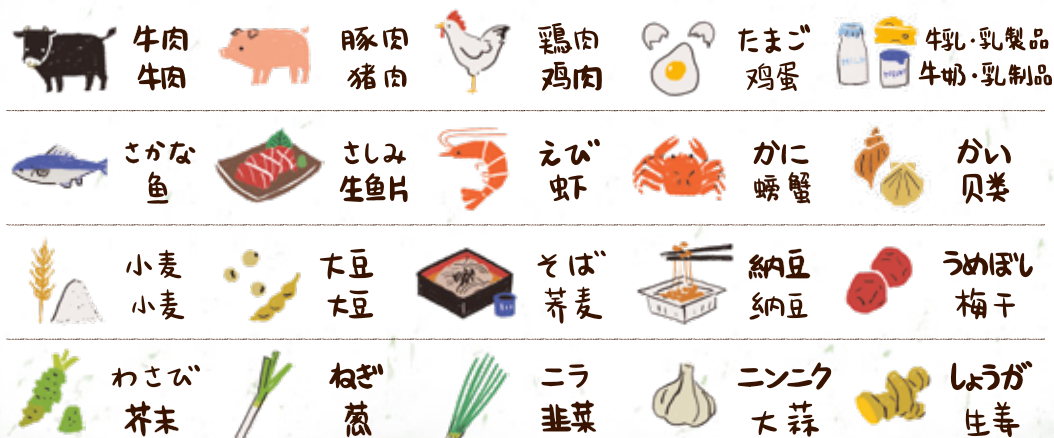 牛肉
牛肉
豚肉
猪肉
鶏肉
鸡肉
たまご
鸡蛋
牛乳・乳製品
牛奶・乳制品
さかな
鱼
さしみ
生鱼片
えび
虾
かに
螃蟹
かい
贝类
小麦
小麦
大豆
大豆
そば
荞麦
納豆
納豆
うめぼし
梅干
わさび
芥末
ねぎ
葱
ニラ
韭菜
ニンニク
大蒜
しょうが
生姜